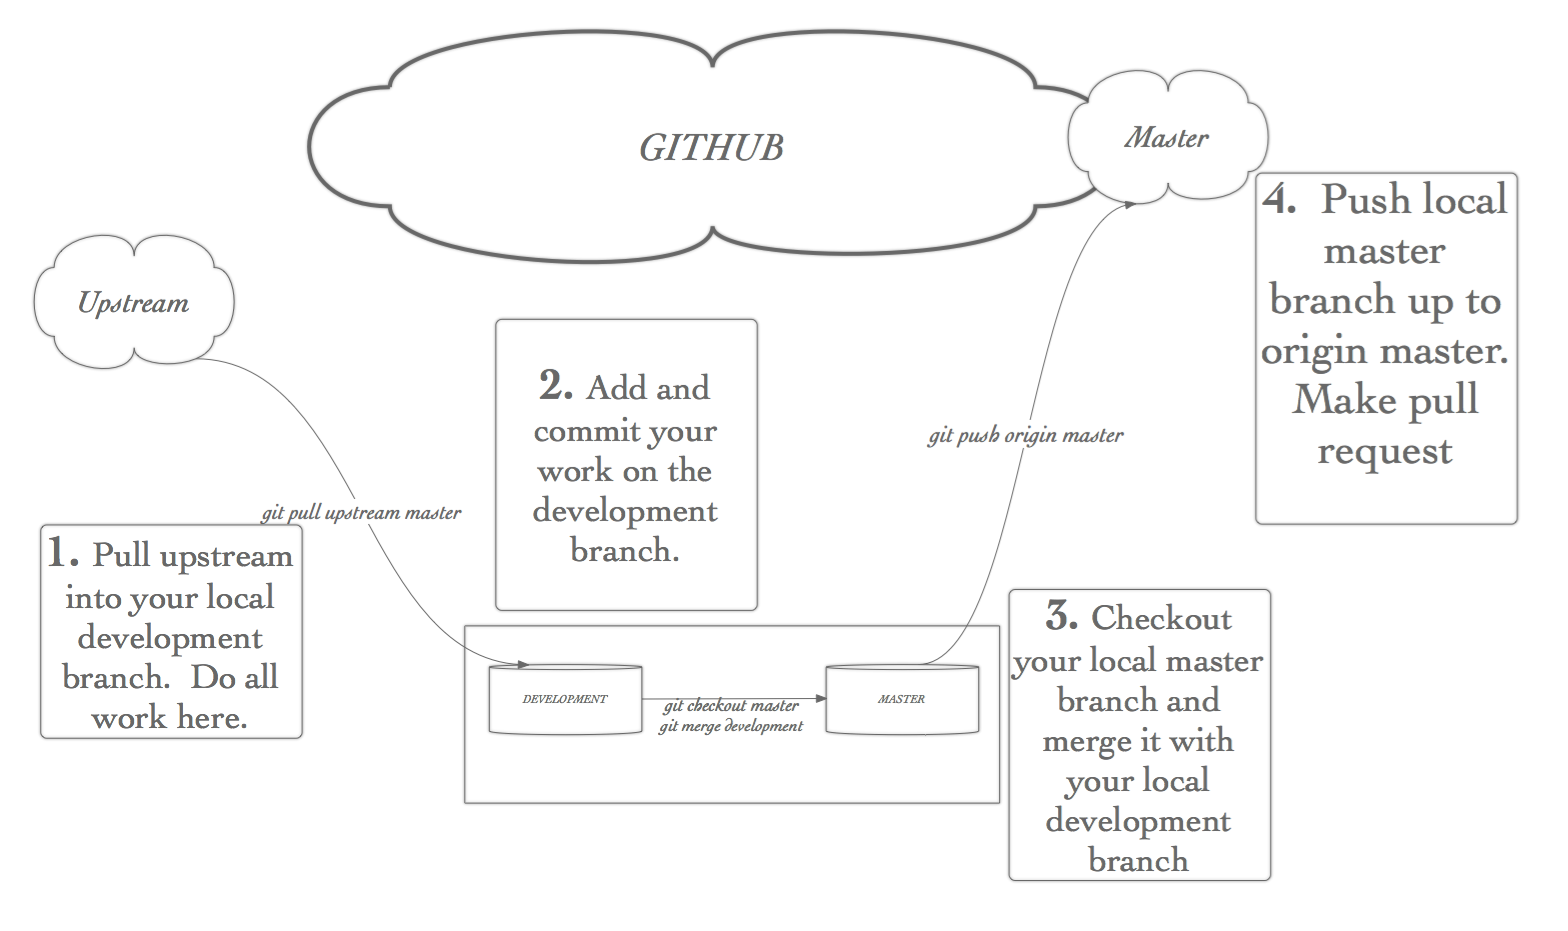 GITHUB
Master
Upstream
4. Push local
master
branch up to
origin master.
Make pull
request
2. Add and
commit your
work on the
development
branch.
git push origin master
git pull upstream master
1. Pull upstream
into your local
development
branch. Do all
work here.
3. Checkout
your local master
branch and
merge it with
your local
development
branch
DEVELOPMENT
git checkout master
git merge development
MASTER